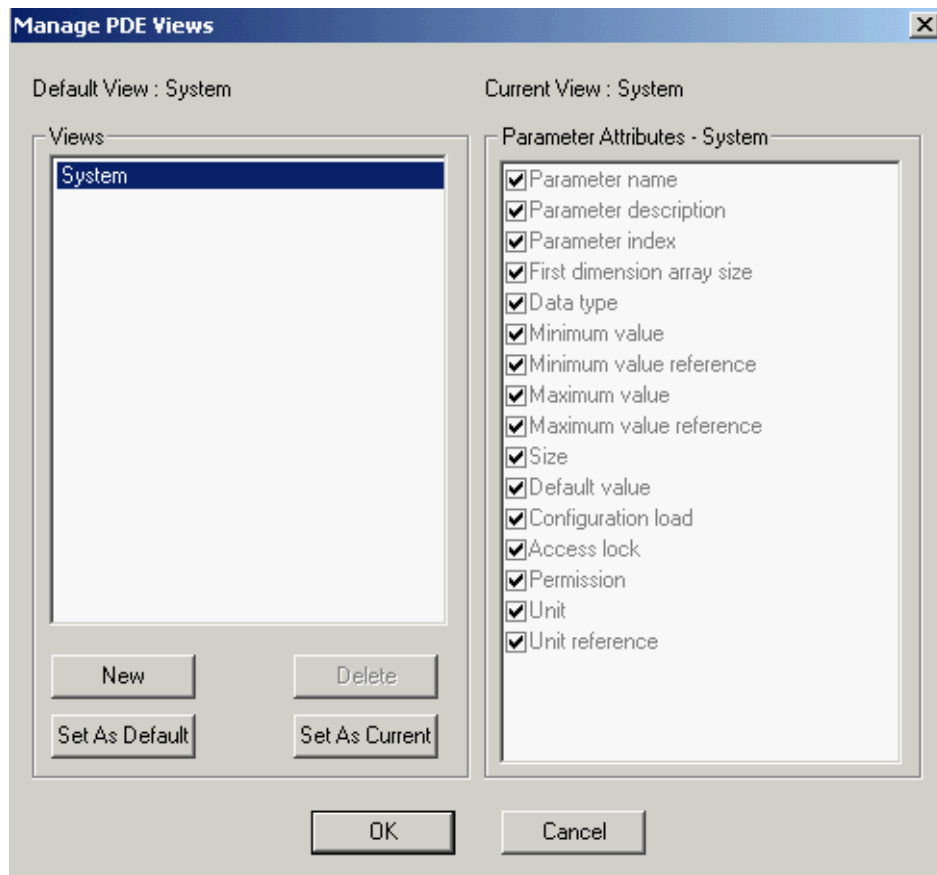 Manage PDE Views
Default View : System
Current View : System
Views
System
New
Delete
Set As Default
Set As Current
Parameter Attributes - System
Parameter name
Parameter description
Parameter index
First dimension array size
Data type
Minimum value
Minimum value reference
Maximum value
Maximum value reference
Size
Default value
Configuration load
Access lock
Permission
Unit
Unit reference
OK
Cancel